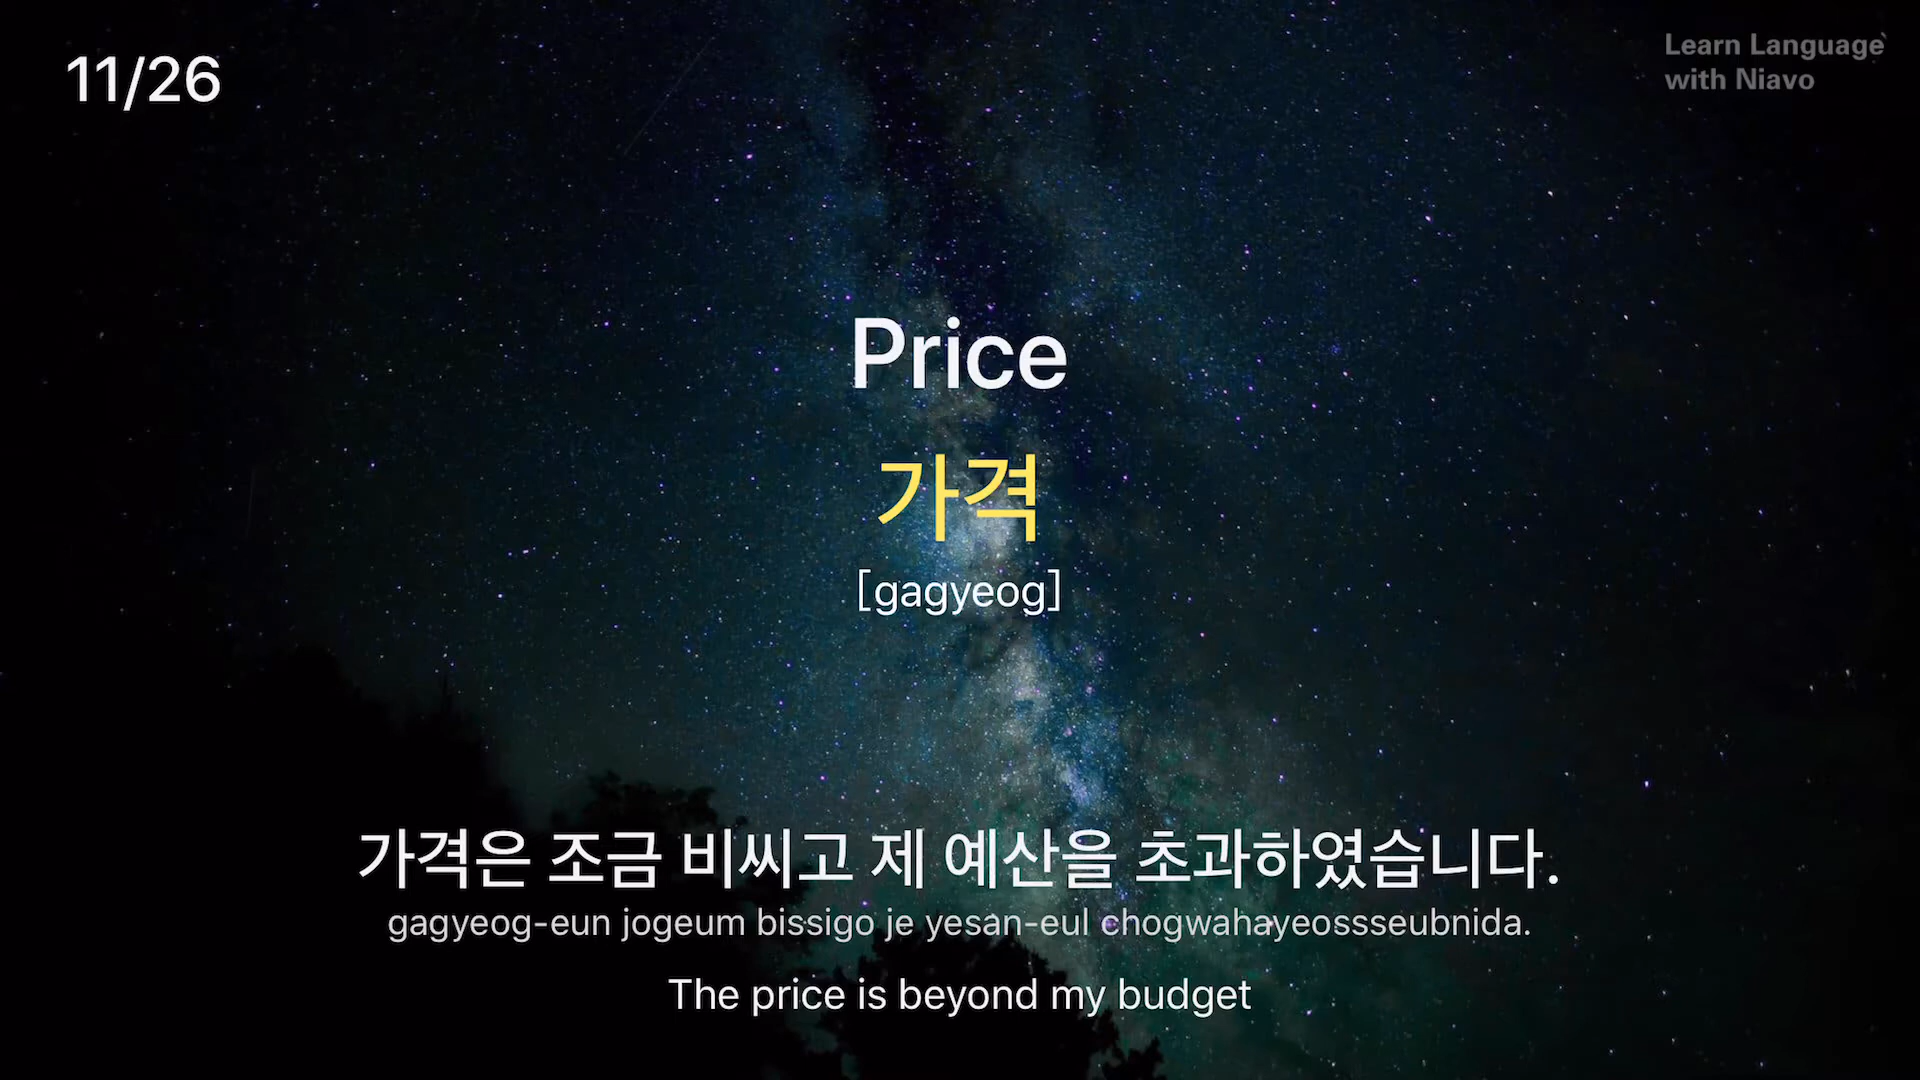 11/26
Learn Language
with Niavo
Price
가격
[gagyeog]
가격은 조금 비씨고 제 예산을 초과하였습니다.
gagyeog-eun jogeum bissigo je yesan-eul chogwahayeossseubnida.
The price is beyond my budget